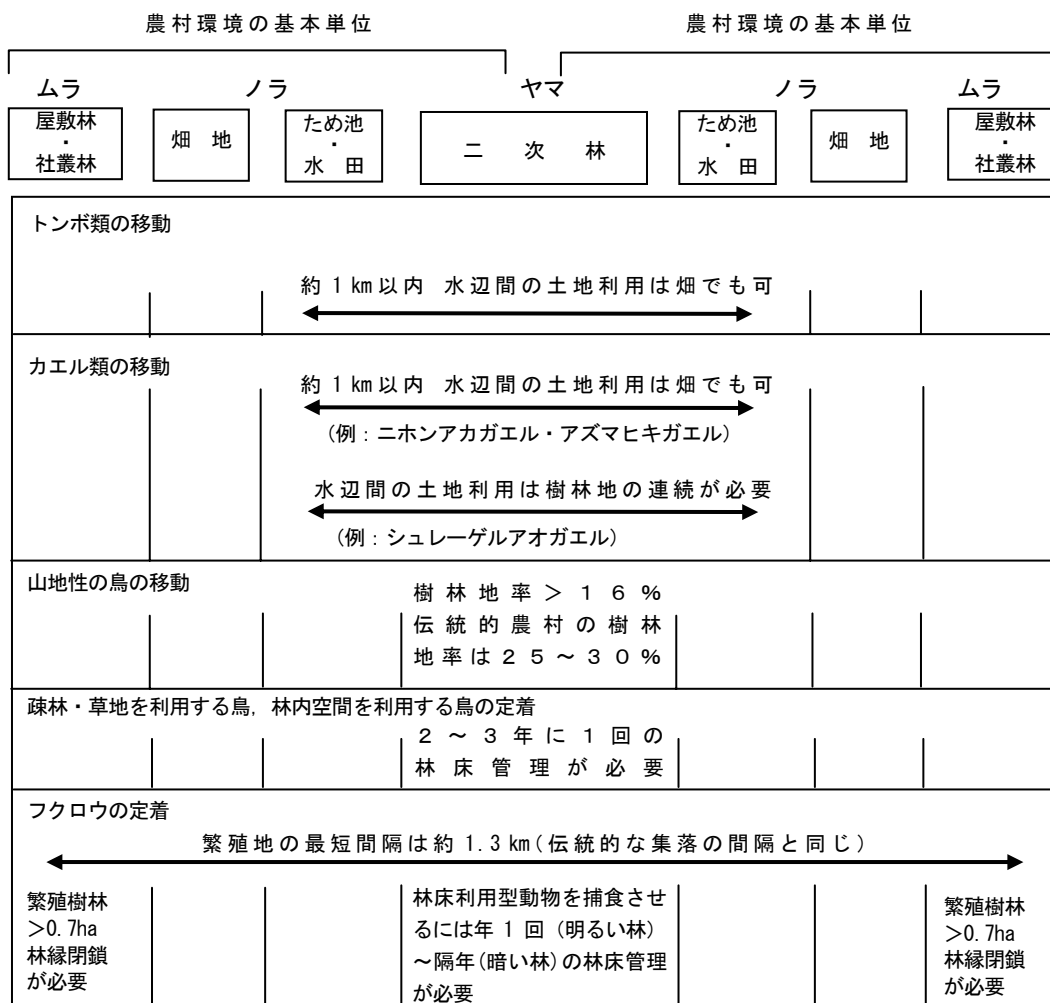 農村環境の基本単位
農村環境の基本単位
ムラ
ノラ
ヤマ
ノラ
ムラ
屋敷林
・
社叢林
畑地
ため池
・
水田
二次林
ため池
・
水田
畑地
屋敷林
・
社叢林
トンボ類の移動
約1km以内 水辺間の土地利用は畑でも可
カエル類の移動
約1km以内 水辺間の土地利用は畑でも可
(例:ニホンアカガエル・アズマヒキガエル)
水辺間の土地利用は樹林地の連続が必要
(例:シュレーゲルアオガエル)
山地性の鳥の移動
樹林地率>16%
伝統的農村の樹林
地率は25~30%
疎林・草地を利用する鳥,林内空間を利用する鳥の定着
2~3年に1回の
林床管理が必要
フクロウの定着
繁殖地の最短間隔は約1.3km(伝統的な集落の間隔と同じ)
繁殖樹林
>0.7ha
林縁閉鎖
が必要
林床利用型動物を捕食させ
るには年1回(明るい林)
~隔年(暗い林)の林床管理
が必要
繁殖樹林
>0.7ha
林縁閉鎖
が必要